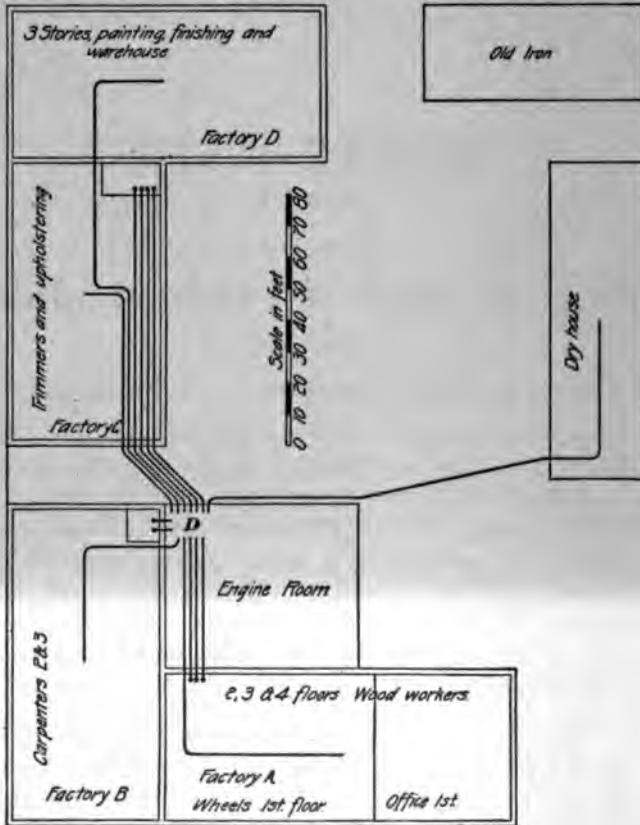 3 Stories, painting, finishing and
warehouse
Factory D
Old Iron
Trimmers and upholstering
Factory C
Scale in feet
0 10 20 30 40 50 60 70 80
Dry house
D
Engine Room
Carpenters 2&3
Factory B
2, 3 & 4 floors Wood workers.
Factory A
Wheels 1st. floor.
Office 1st.